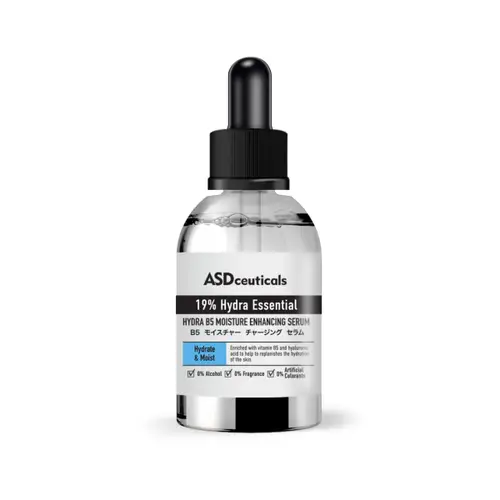 ASDceuticals
19% Hydra Essential
HYDRA B5 MOISTURE ENHANCING SERUM
B5 モイスチャー チャージング セラム
Hydrate
& Moist
Enriched with vitamin B5 and hyaluronic
acid to help to replenishes the hydration
of the skin.
0% Alcohol 0% Fragrance 0% Artificial Colorants